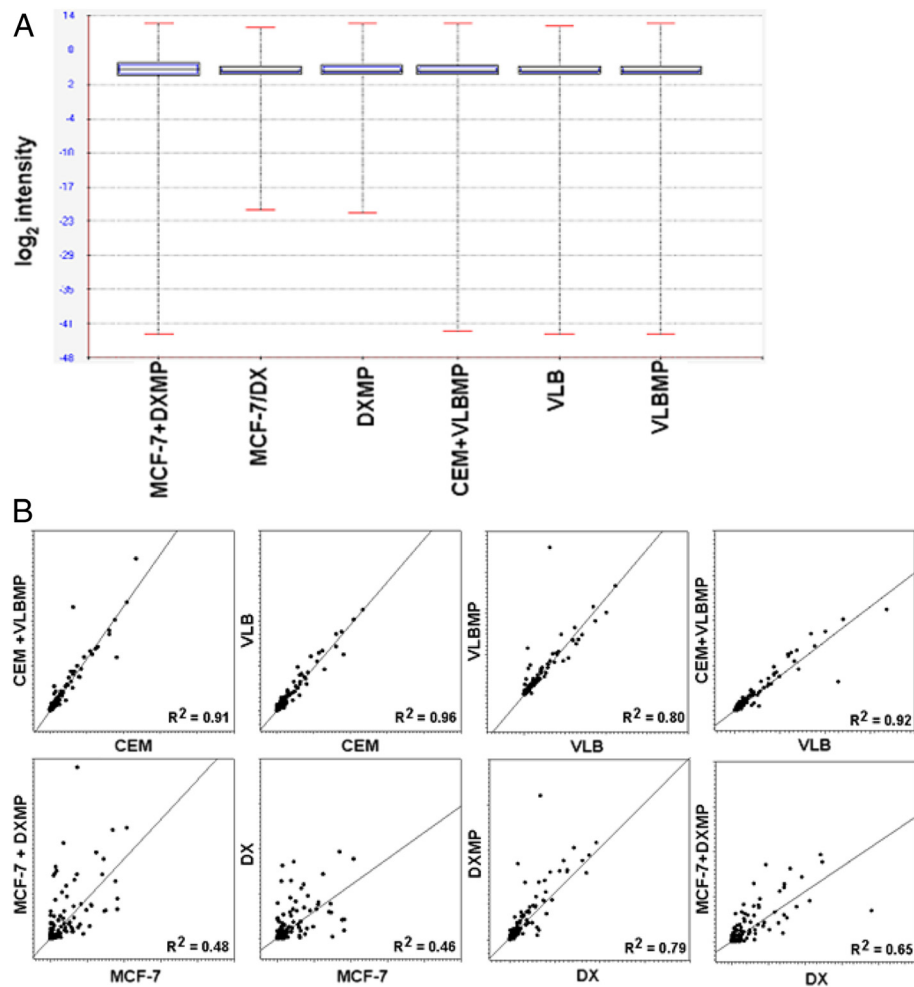 A
14
8
2
-4
-10
-17
-23
-29
-35
-41
-48
log2 intensity
MCF-7+DXMP
MCF-7/DX
DXMP
CEM+VLBMP
VLB
VLBMP
B
CEM +VLBMP
R2 = 0.91
CEM
VLB
R2 = 0.96
CEM
VLBMP
R2 = 0.80
VLB
CEM+VLBMP
R2 = 0.92
VLB
MCF-7 + DXMP
R2 = 0.48
MCF-7
DX
R2 = 0.46
MCF-7
DXMP
R2 = 0.79
DX
MCF-7+DXMP
R2 = 0.65
DX